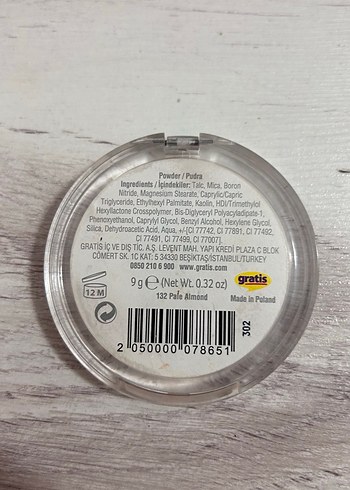 Powder / Pudra
Ingredients / İçindekiler: Talc, Mica, Boron
Nitride, Magnesium Stearate, Caprylic/Capric
Triglyceride, Ethylhexyl Palmitate, Kaolin, HDI/Trimethylol
Hexyllactone Crosspolymer, Bis-Diglyceryl Polyacyladipate-1,
Phenoxyethanol, Caprylyl Glycol, Benzyl Alcohol, Hexylene Glycol,
Silica, Dehydroacetic Acid, Aqua, +/-[CI 77742, CI 77891, CI 77492,
CI 77491, CI 77499, CI 77007].
GRATİS İÇ VE DIŞ TİC. A.Ş. LEVENT MAH. YAPI KREDİ PLAZA C BLOK
CÖMERT SK. 1C KAT: 5 34330 BEŞİKTAŞ/İSTANBUL/TURKEY
0850 210 6 900 www.gratis.com
12 M
9 g ℮ (Net Wt. 0.32 oz)
132 Pale Almond
gratis
Made in Poland
302
2 050000 078651